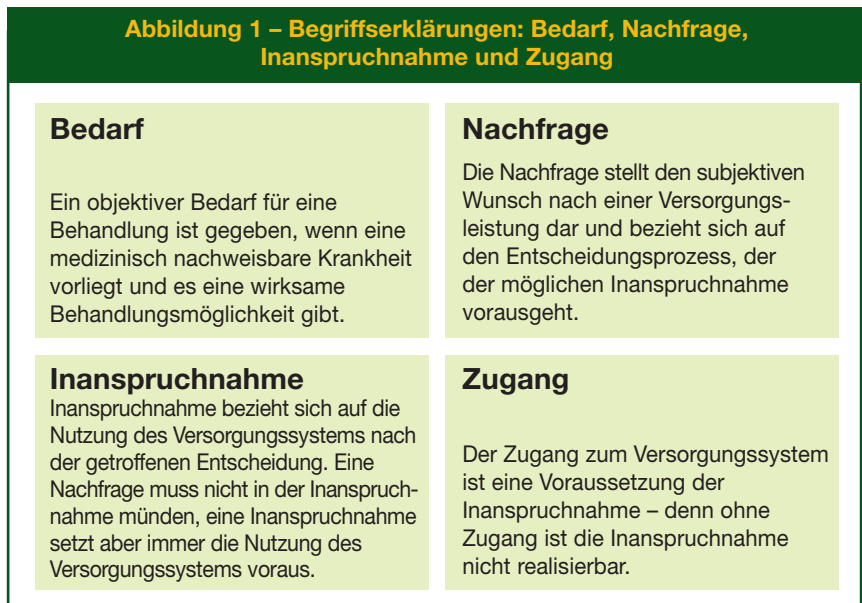 Abbildung 1 – Begriffserklärungen: Bedarf, Nachfrage,
Inanspruchnahme und Zugang
Bedarf
Ein objektiver Bedarf für eine
Behandlung ist gegeben, wenn eine
medizinisch nachweisbare Krankheit
vorliegt und es eine wirksame
Behandlungsmöglichkeit gibt.
Nachfrage
Die Nachfrage stellt den subjektiven
Wunsch nach einer Versorgungs-
leistung dar und bezieht sich auf
den Entscheidungsprozess, der
der möglichen Inanspruchnahme
vorausgeht.
Inanspruchnahme
Inanspruchnahme bezieht sich auf die
Nutzung des Versorgungssystems nach
der getroffenen Entscheidung. Eine
Nachfrage muss nicht in der Inanspruch-
nahme münden, eine Inanspruchnahme
setzt aber immer die Nutzung des
Versorgungssystems voraus.
Zugang
Der Zugang zum Versorgungssystem
ist eine Voraussetzung der
Inanspruchnahme – denn ohne
Zugang ist die Inanspruchnahme
nicht realisierbar.